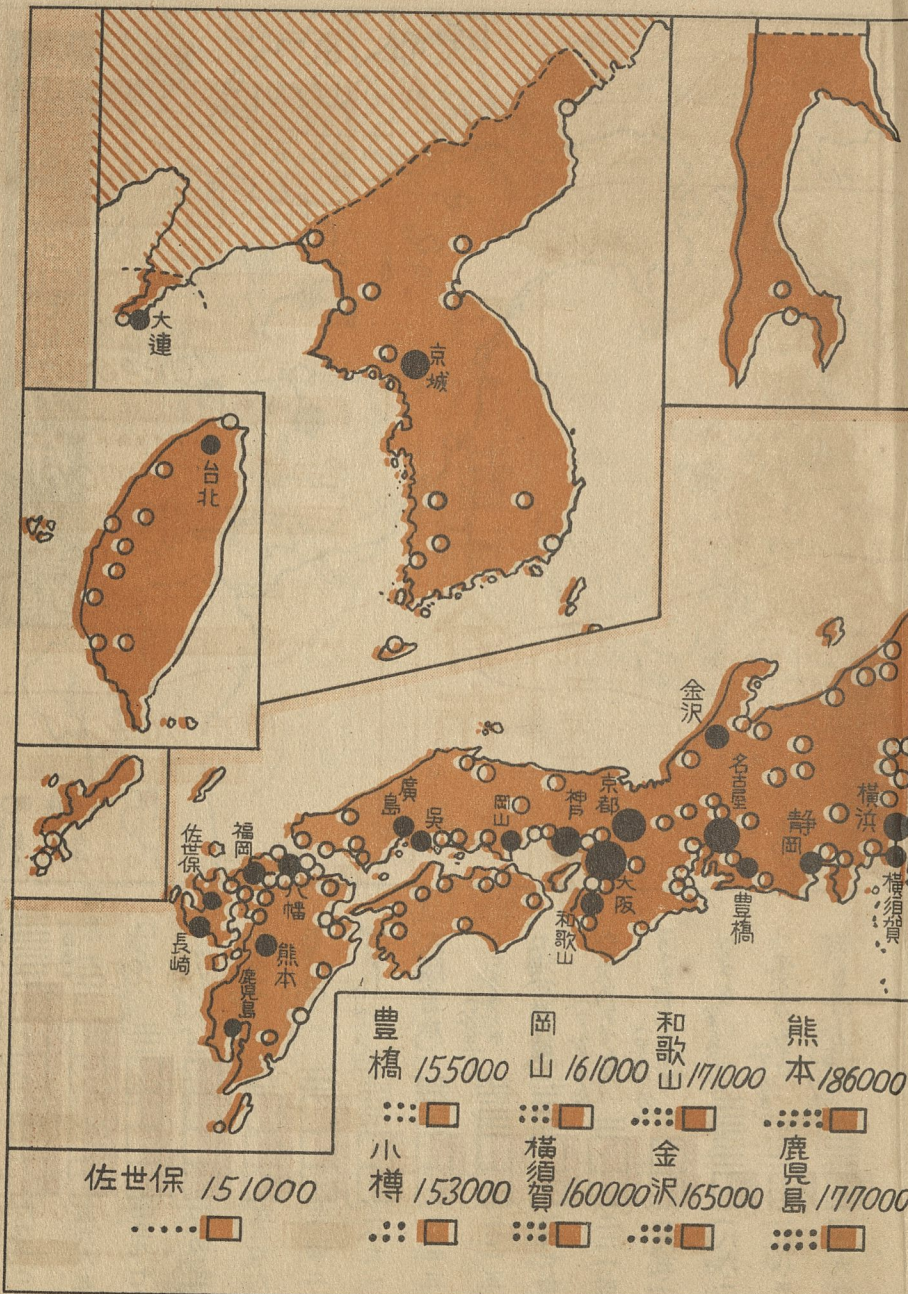 大連
京城
台北
金沢
名古屋
京都
神戸
岡山
呉
廣島
福岡
佐世保
八幡
長崎
熊本
鹿児島
大阪
和歌山
豊橋
静岡
横浜
横須賀
豊橋 155000
岡山 161000
和歌山 171000
熊本 186000
佐世保 151000
小樽 153000
横須賀 160000
金沢 165000
鹿児島 177000